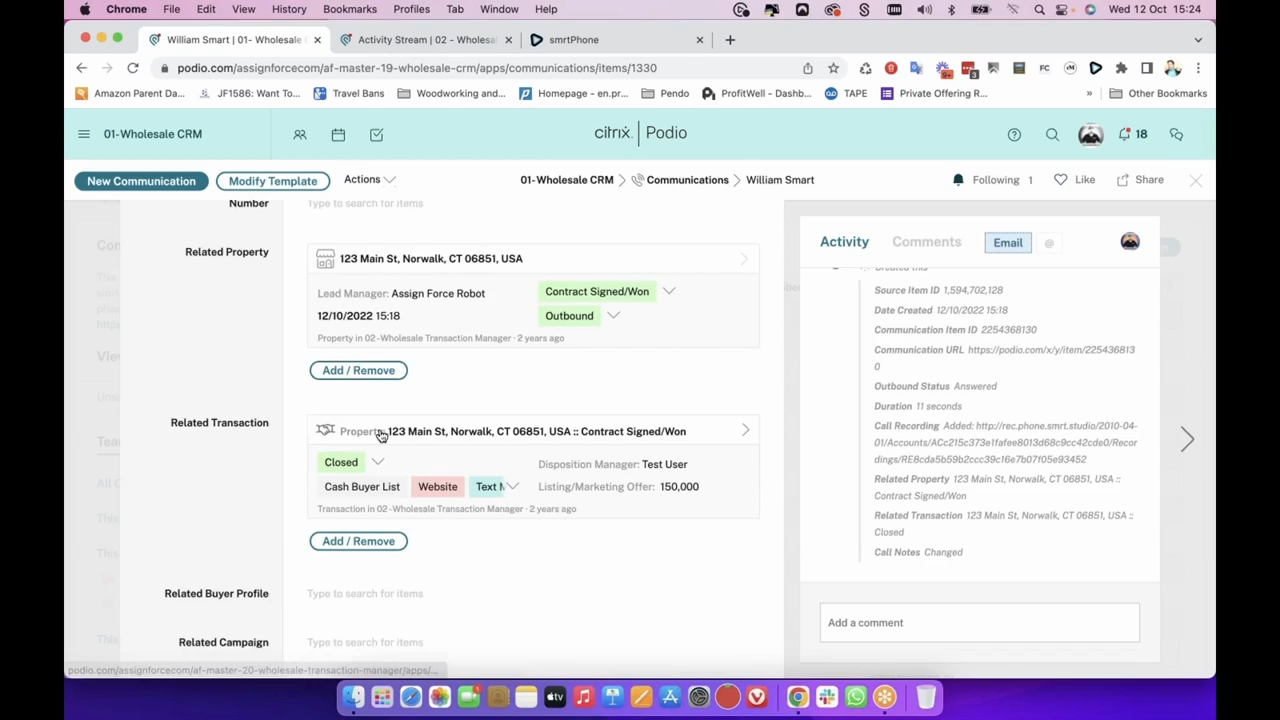 Chrome File Edit View History Bookmarks Profiles Tab Window Help Wed 12 Oct 15:24
William Smart | 01- Wholesale Activity Stream | 02 - Wholesal smrtPhone
podio.com/assignforcecom/af-master-19-wholesale-crm/apps/communications/items/1330
Amazon Parent Da... JF1586: Want To... Travel Bans Woodworking and... Homepage - en.pr... Pendo ProfitWell - Dashb... TAPE Private Offering R... » Other Bookmarks
01-Wholesale CRM citrix | Podio 18
New Communication Modify Template Actions 01-Wholesale CRM Communications William Smart Following 1 Like Share
Number Type to search for items
Activity Comments Email @
Related Property 123 Main St, Norwalk, CT 06851, USA
Lead Manager: Assign Force Robot Contract Signed/Won
12/10/2022 15:18 Outbound
Property in 02-Wholesale Transaction Manager · 2 years ago
Add / Remove
Related Transaction Property 123 Main St, Norwalk, CT 06851, USA :: Contract Signed/Won
Closed Disposition Manager: Test User
Cash Buyer List Website Text Listing/Marketing Offer: 150,000
Transaction in 02-Wholesale Transaction Manager · 2 years ago
Add / Remove
Related Buyer Profile Type to search for items
Related Campaign Type to search for items
Created this
Source Item ID 1,594,702,128
Date Created 12/10/2022 15:18
Communication Item ID 2254368130
Communication URL https://podio.com/x/y/item/225436813
0
Outbound Status Answered
Duration 11 seconds
Call Recording Added: http://rec.phone.smrt.studio/2010-04-
01/Accounts/ACc215c373e1fafee8013d68c9cc42cde0/Recor
dings/RE8cda5b59b2ccc39c16e7b07f05e93452
Related Property 123 Main St, Norwalk, CT 06851, USA ::
Contract Signed/Won
Related Transaction 123 Main St, Norwalk, CT 06851, USA ::
Closed
Call Notes Changed
Add a comment
podio.com/assignforcecom/af-master-20-wholesale-transaction-manager/apps/...